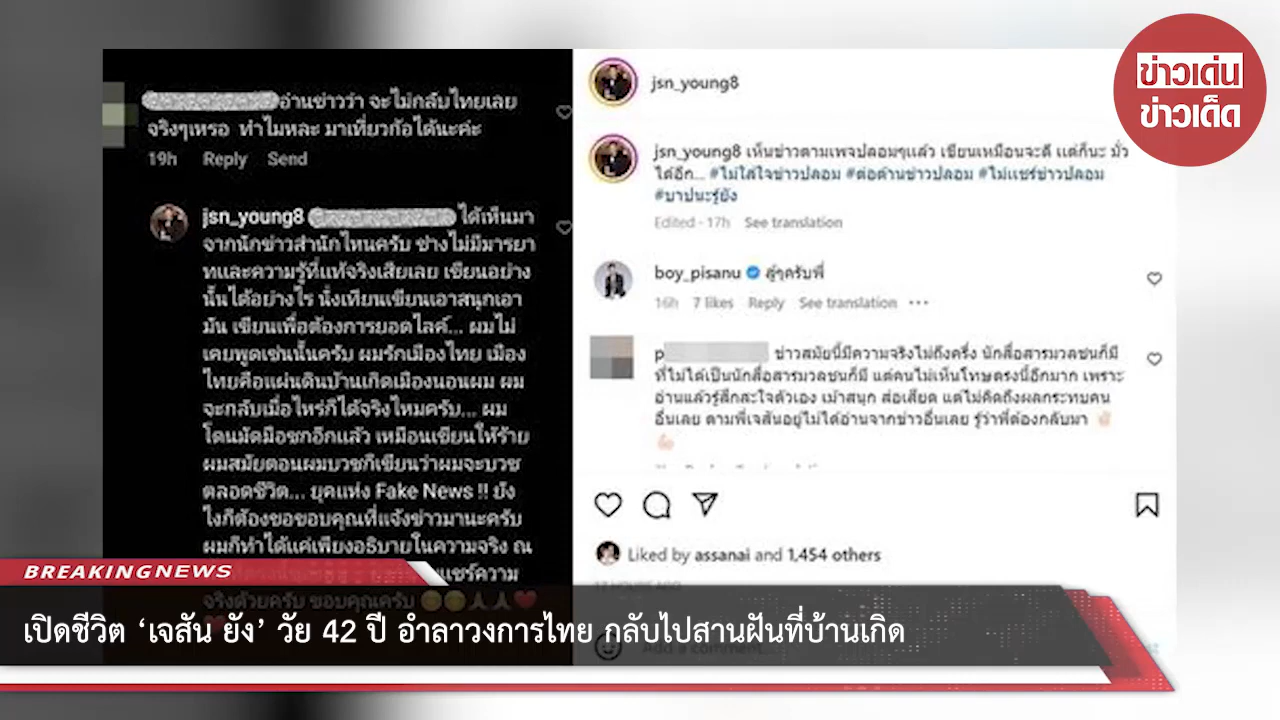 ข่าวเด่น
ข่าวเด็ด
อ่านข่าวว่า จะไม่กลับไทยเลย
จริงๆเหรอ ทำไมหละ มาเที่ยวก้อได้นะค่ะ
19h Reply Send
jsn_young8 ได้เห็นมา
จากนักข่าวสำนักไหนครับ ช่างไม่มีมารยา
ทและความรู้ที่แท้จริงเสียเลย เขียนอย่าง
นั้นได้อย่างไร นั่งเทียนเขียนเอาสนุกเอา
มัน เขียนเพื่อต้องการยอดไลค์... ผมไม่
เคยพูดเช่นนั้นครับ ผมรักเมืองไทย เมือง
ไทยคือแผ่นดินบ้านเกิดเมืองนอนผม ผม
จะกลับเมื่อไหร่ก็ได้จริงไหมครับ... ผม
โดนมัดมือชกอีกแล้ว เหมือนเขียนให้ร้าย
ผมสมัยตอนผมบวชก็เขียนว่าผมจะบวช
ตลอดชีวิต... ยุคแห่ง Fake News !! ยัง
ไงก็ต้องขอขอบคุณที่แจ้งข่าวมานะครับ
ผมก็ทำได้แค่เพียงอธิบายในความจริง ณ
แชร์ความ
จริงด้วยครับ ขอบคุณครับ 😊😊🙏🙏❤️
jsn_young8
jsn_young8 เห็นข่าวตามเพจปลอมๆแล้ว เขียนเหมือนจะดี แต่ก็นะ มั่ว
ได้อีก... #ไม่ใส่ใจข่าวปลอม #ต่อต้านข่าวปลอม #ไม่แชร์ข่าวปลอม
#บาปนะรู้ยัง
Edited · 17h See translation
boy_pisanu สู้ๆครับพี่
16h 7 likes Reply See translation ...
p ข่าวสมัยนี้มีความจริงไม่ถึงครึ่ง นักสื่อสารมวลชนก็มี
ที่ไม่ได้เป็นนักสื่อสารมวลชนก็มี แต่คนไม่เห็นโทษตรงนี้อีกมาก เพราะ
อ่านแล้วรู้สึกสะใจตัวเอง เม้าสนุก ส่อเสียด แต่ไม่คิดถึงผลกระทบคน
อื่นเลย ตามพี่เจสันอยู่ไม่ได้อ่านจากข่าวอื่นเลย รู้ว่าพี่ต้องกลับมา ✌🏻
💪🏻
Liked by assanai and 1,454 others
17 HOURS AGO
Add a comment...
BREAKING NEWS
เปิดชีวิต ‘เจสัน ยัง’ วัย 42 ปี อำลาวงการไทย กลับไปสานฝันที่บ้านเกิด